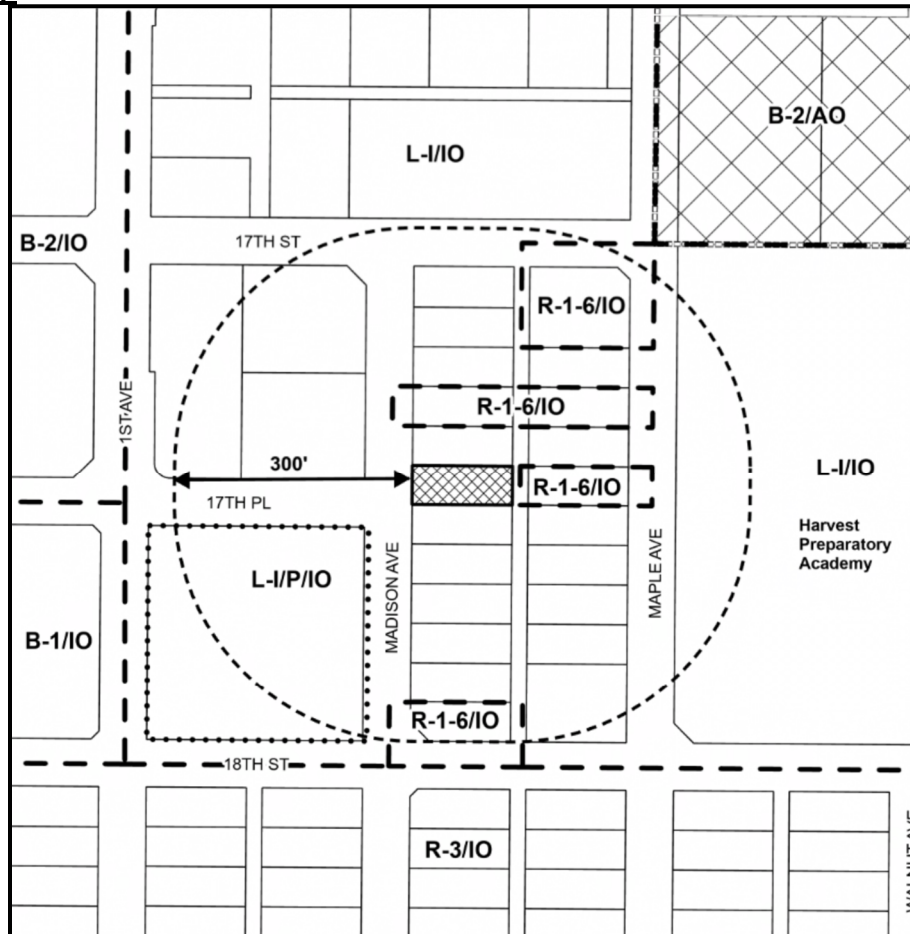 B-2/AO
L-I/IO
B-2/IO
17TH ST
R-1-6/IO
R-1-6/IO
1ST AVE
300'
R-1-6/IO
L-I/IO
17TH PL
Harvest
Preparatory
Academy
MADISON AVE
MAPLE AVE
L-I/P/IO
B-1/IO
R-1-6/IO
18TH ST
R-3/IO
WALNUT AVE